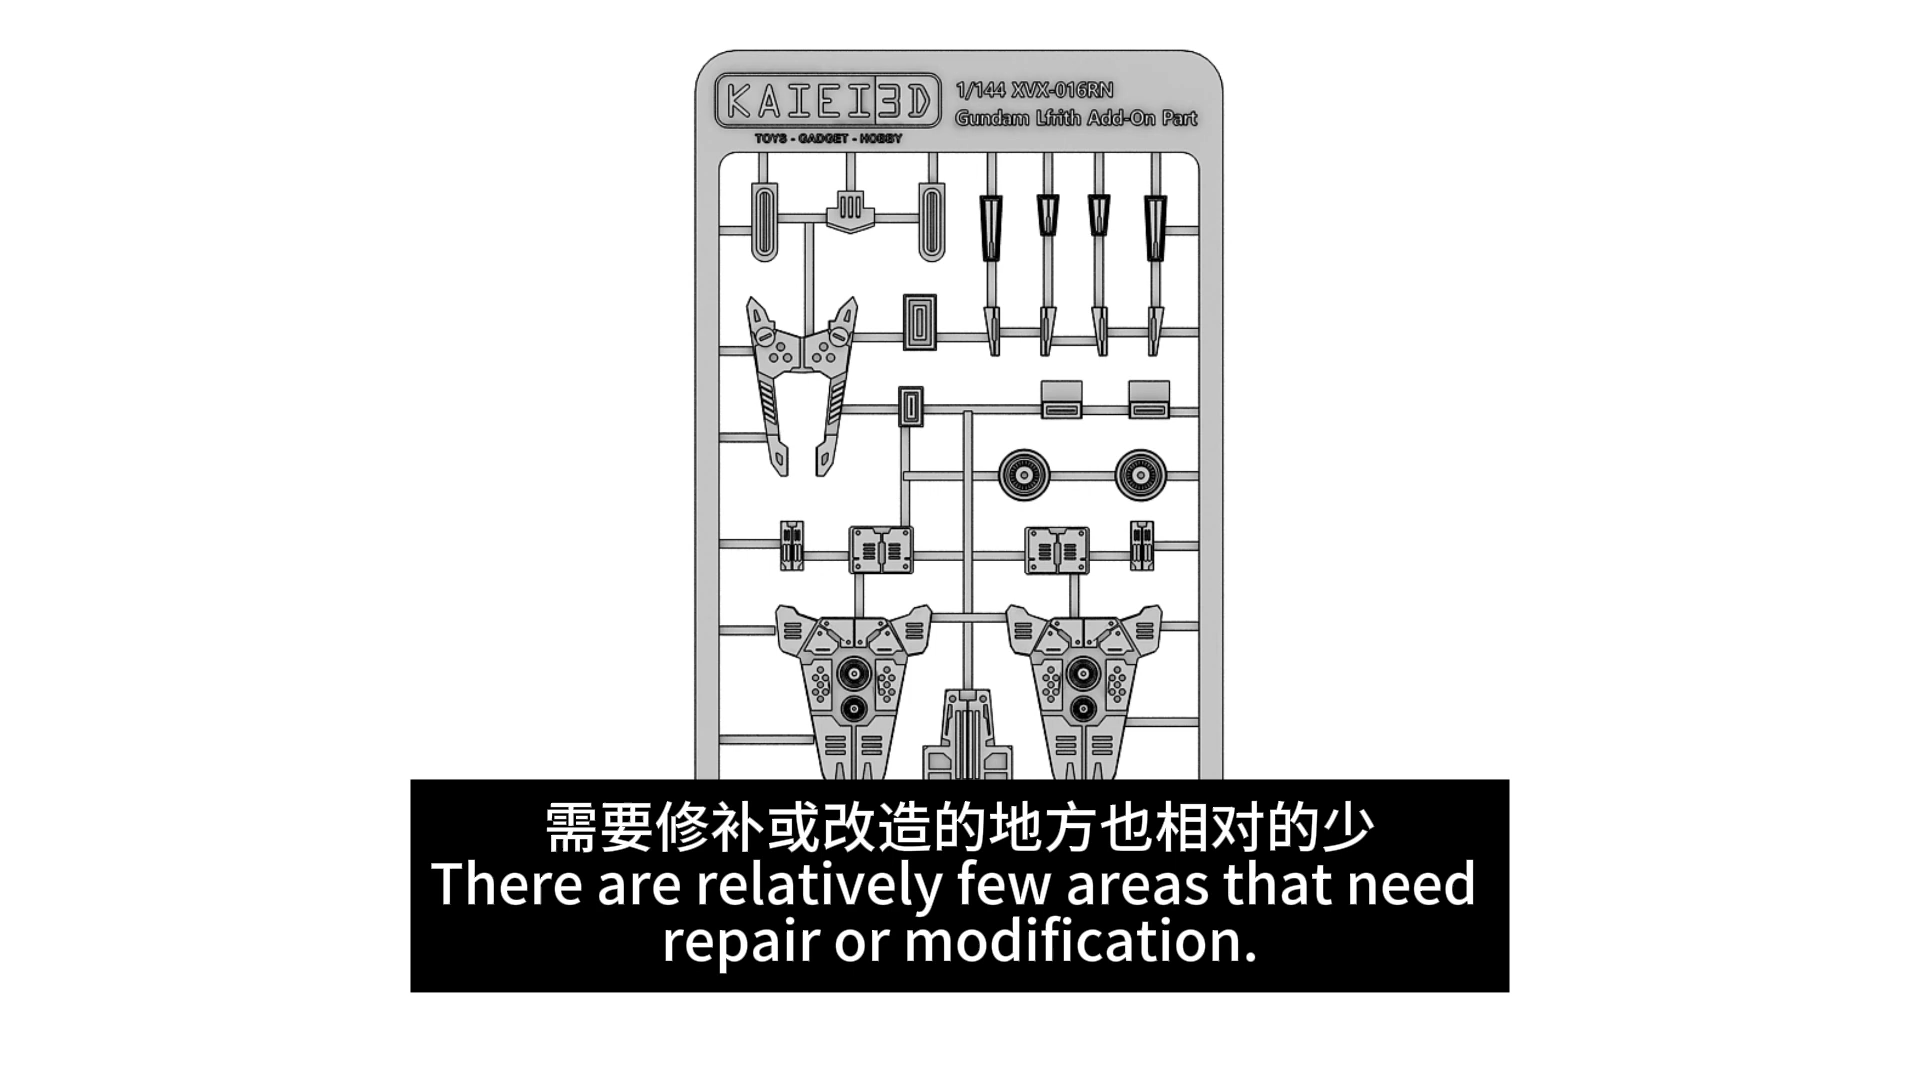 KAIEI3D
1/144 XVX-016RN
Gundam Lfrith Add-On Part
TOYS - GADGET - HOBBY
需要修补或改造的地方也相对的少
There are relatively few areas that need
repair or modification.